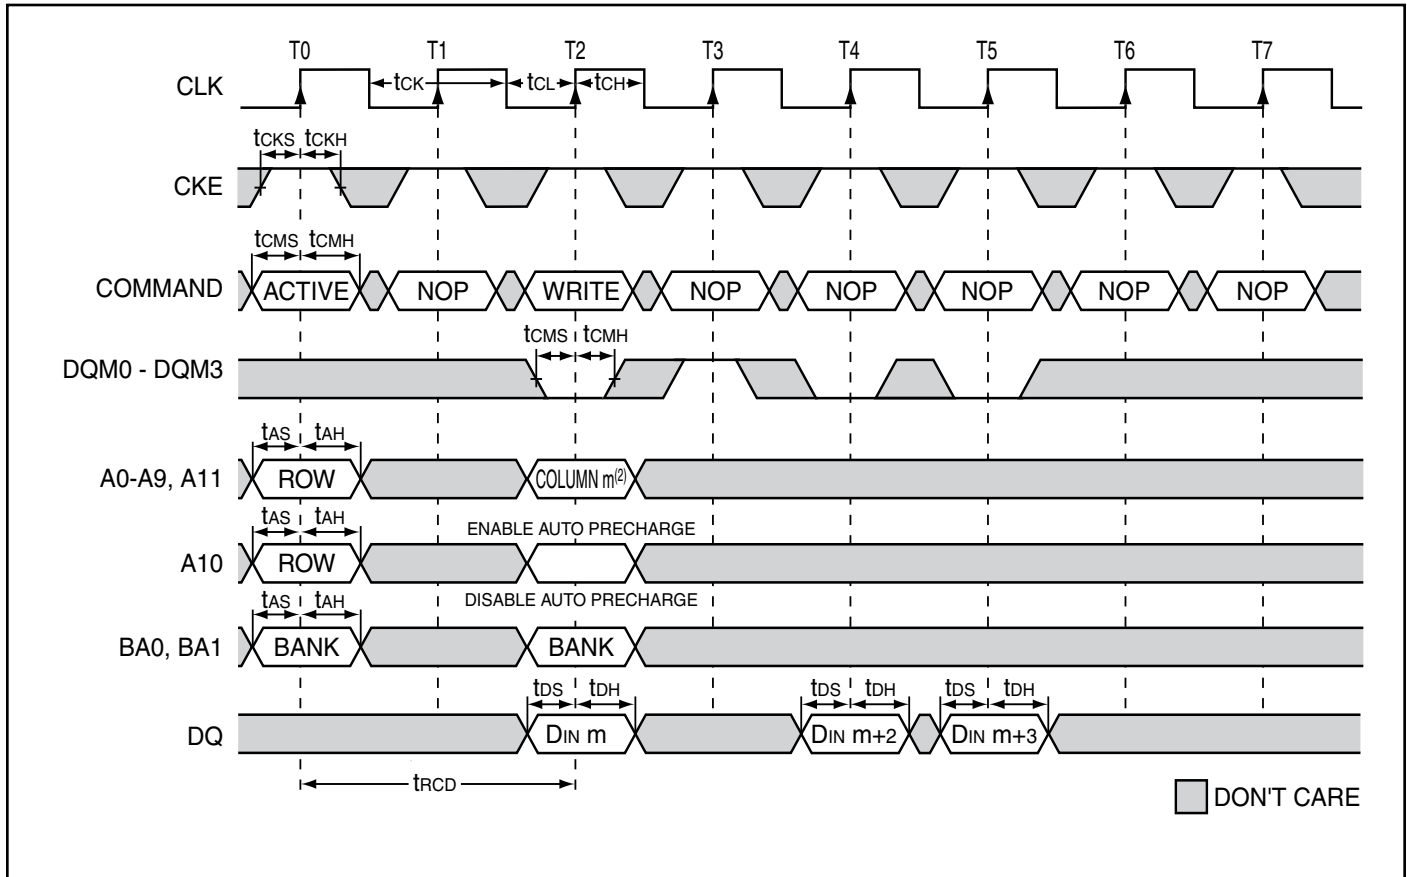 T0 T1 T2 T3 T4 T5 T6 T7
CLK tCK tCL tCH
tCKS tCKH
CKE
tCMS tCMH
COMMAND ACTIVE NOP WRITE NOP NOP NOP NOP NOP
tCMS tCMH
DQM0 - DQM3
tAS tAH
A0-A9, A11 ROW COLUMN m(2)
tAS tAH ENABLE AUTO PRECHARGE
A10 ROW
tAS tAH DISABLE AUTO PRECHARGE
BA0, BA1 BANK BANK
tDS tDH tDS tDH tDS tDH
DQ DIN m DIN m+2 DIN m+3
tRCD
DON'T CARE